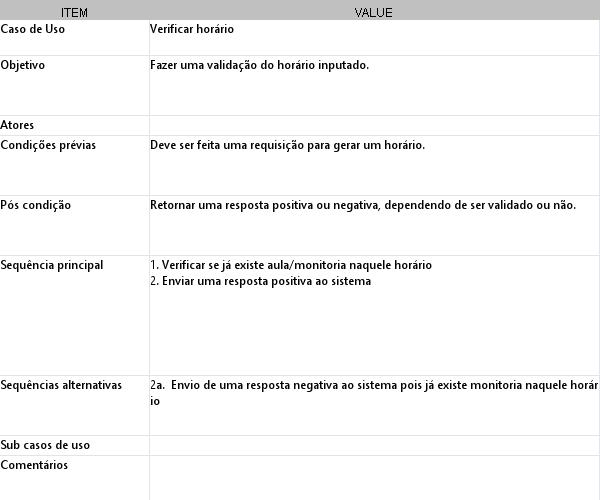 ITEM VALUE
Caso de Uso Verificar horário
Objetivo Fazer uma validação do horário inputado.
Atores
Condições prévias Deve ser feita uma requisição para gerar um horário.
Pós condição Retornar uma resposta positiva ou negativa, dependendo de ser validado ou não.
Sequência principal 1. Verificar se já existe aula/monitoria naquele horário
2. Enviar uma resposta positiva ao sistema
Sequências alternativas 2a.  Envio de uma resposta negativa ao sistema pois já existe monitoria naquele horár
io
Sub casos de uso
Comentários